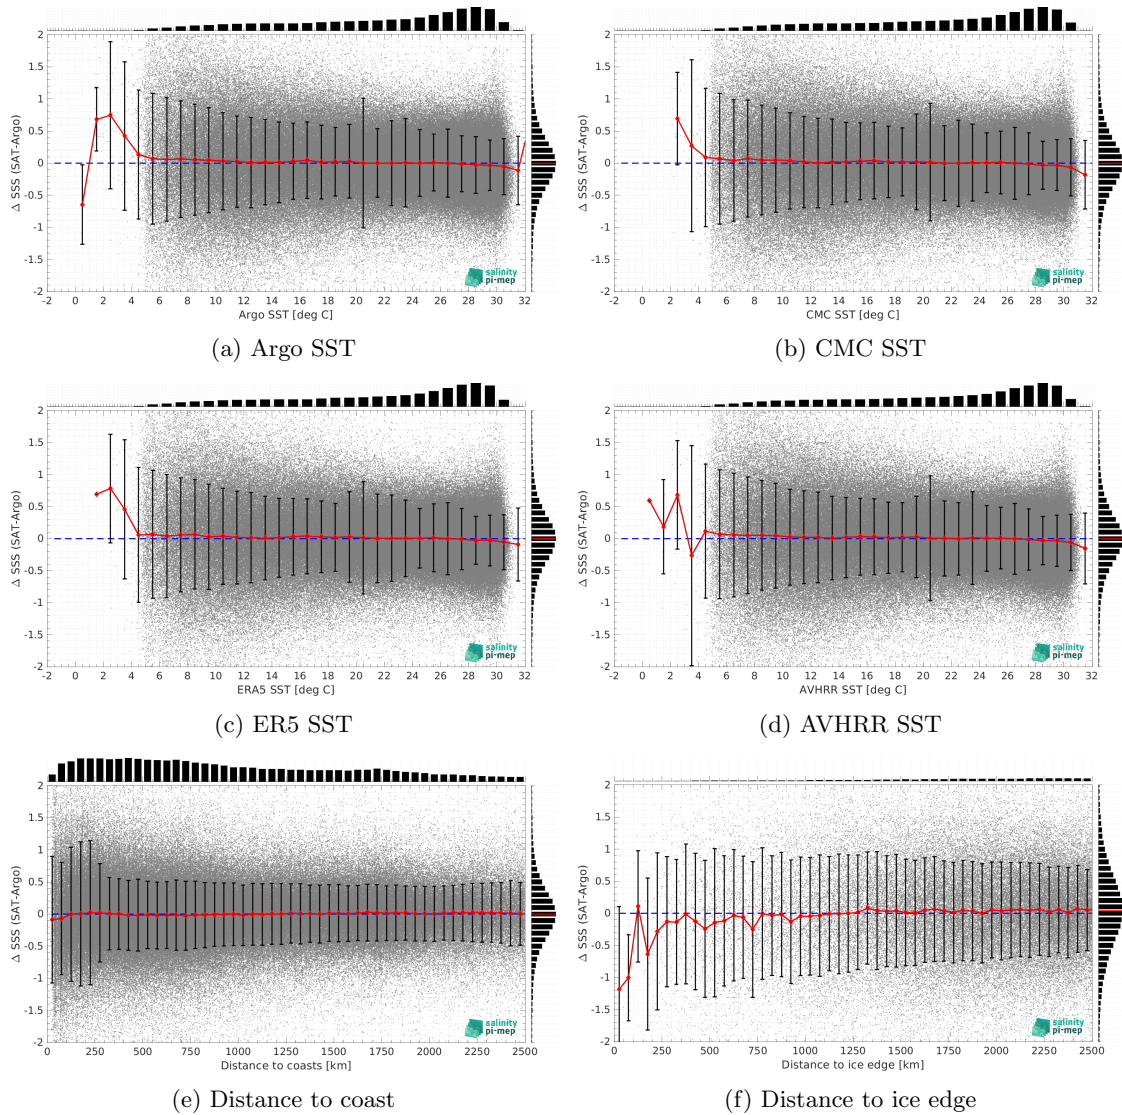 2
1.5
1
0.5
0
-0.5
-1
-1.5
-2
Δ SSS (SAT-Argo)
salinity
pi-mep
-2 0 2 4 6 8 10 12 14 16 18 20 22 24 26 28 30 32
Argo SST [deg C]
(a) Argo SST
2
1.5
1
0.5
0
-0.5
-1
-1.5
-2
Δ SSS (SAT-Argo)
salinity
pi-mep
-2 0 2 4 6 8 10 12 14 16 18 20 22 24 26 28 30 32
CMC SST [deg C]
(b) CMC SST
2
1.5
1
0.5
0
-0.5
-1
-1.5
-2
Δ SSS (SAT-Argo)
salinity
pi-mep
-2 0 2 4 6 8 10 12 14 16 18 20 22 24 26 28 30 32
ERA5 SST [deg C]
(c) ER5 SST
2
1.5
1
0.5
0
-0.5
-1
-1.5
-2
Δ SSS (SAT-Argo)
salinity
pi-mep
-2 0 2 4 6 8 10 12 14 16 18 20 22 24 26 28 30 32
AVHRR SST [deg C]
(d) AVHRR SST
2
1.5
1
0.5
0
-0.5
-1
-1.5
-2
Δ SSS (SAT-Argo)
salinity
pi-mep
0 250 500 750 1000 1250 1500 1750 2000 2250 2500
Distance to coasts [km]
(e) Distance to coast
2
1.5
1
0.5
0
-0.5
-1
-1.5
-2
Δ SSS (SAT-Argo)
salinity
pi-mep
0 250 500 750 1000 1250 1500 1750 2000 2250 2500
Distance to ice edge [km]
(f) Distance to ice edge